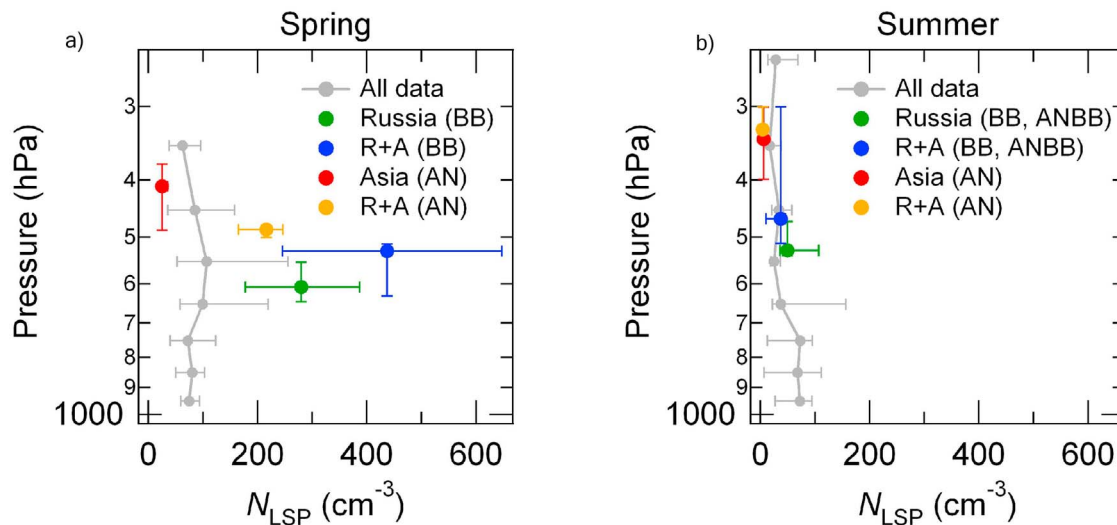 a)
Spring
All data
Russia (BB)
R+A (BB)
Asia (AN)
R+A (AN)
Pressure (hPa)
3
4
5
6
7
8
9
1000
0 200 400 600
N_LSP (cm⁻³)
b)
Summer
All data
Russia (BB, ANBB)
R+A (BB, ANBB)
Asia (AN)
R+A (AN)
Pressure (hPa)
3
4
5
6
7
8
9
1000
0 200 400 600
N_LSP (cm⁻³)